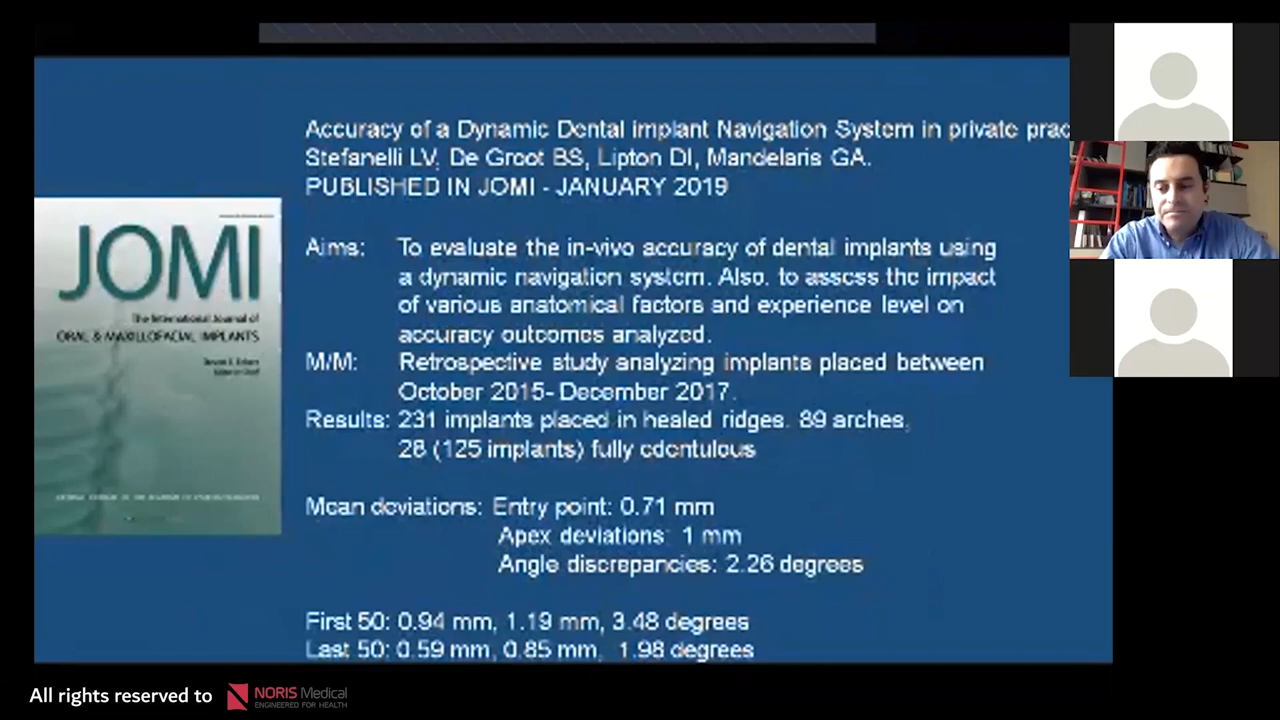 Accuracy of a Dynamic Dental implant Navigation System in private prac
Stefanelli LV, De Groot BS, Lipton DI, Mandelaris GA.
PUBLISHED IN JOMI - JANUARY 2019
JOMI
The International Journal of
ORAL & MAXILLOFACIAL IMPLANTS
Aims: To evaluate the in-vivo accuracy of dental implants using
a dynamic navigation system. Also, to assess the impact
of various anatomical factors and experience level on
accuracy outcomes analyzed.
M/M: Retrospective study analyzing implants placed between
October 2015- December 2017.
Results: 231 implants placed in healed ridges. 89 arches,
28 (125 implants) fully edentulous
Mean deviations: Entry point: 0.71 mm
Apex deviations: 1 mm
Angle discrepancies: 2.26 degrees
First 50: 0.94 mm, 1.19 mm, 3.48 degrees
Last 50: 0.59 mm, 0.85 mm, 1.98 degrees
All rights reserved to NORIS Medical
ENGINEERED FOR HEALTH